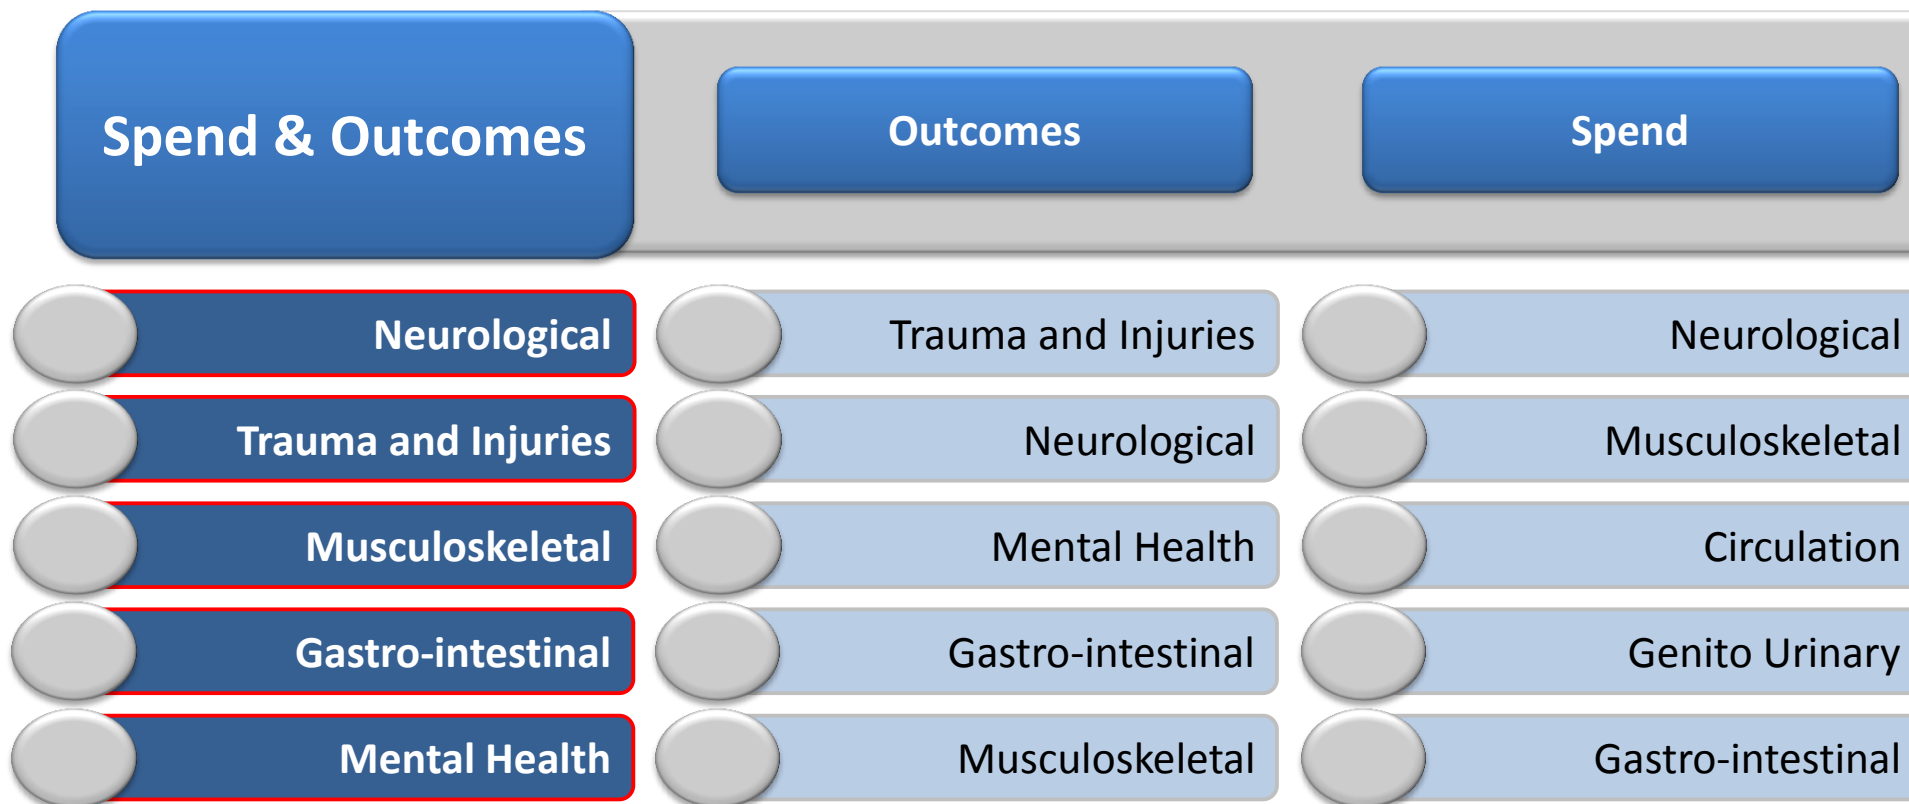 Spend & Outcomes
Outcomes
Spend
Neurological
Trauma and Injuries
Neurological
Trauma and Injuries
Neurological
Musculoskeletal
Musculoskeletal
Mental Health
Circulation
Gastro-intestinal
Gastro-intestinal
Genito Urinary
Mental Health
Musculoskeletal
Gastro-intestinal